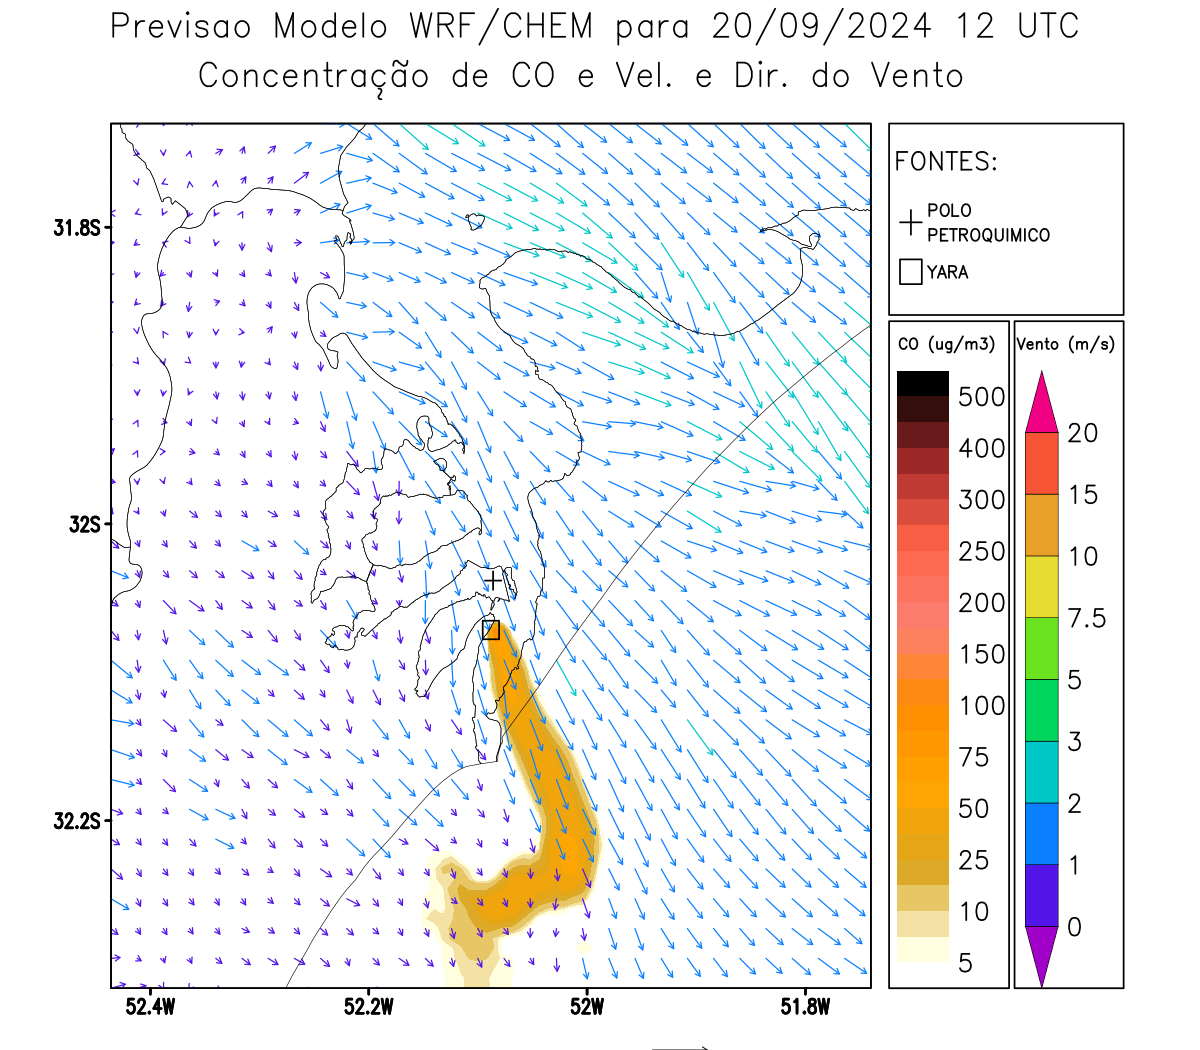 Previsao Modelo WRF/CHEM para 20/09/2024 12 UTC
Concentração de CO e Vel. e Dir. do Vento
FONTES:
POLO
PETROQUIMICO
YARA
CO (ug/m3)
500
400
300
250
200
150
100
75
50
25
10
5
Vento (m/s)
20
15
10
7.5
5
3
2
1
0
31.8S
32S
32.2S
52.4W
52.2W
52W
51.8W